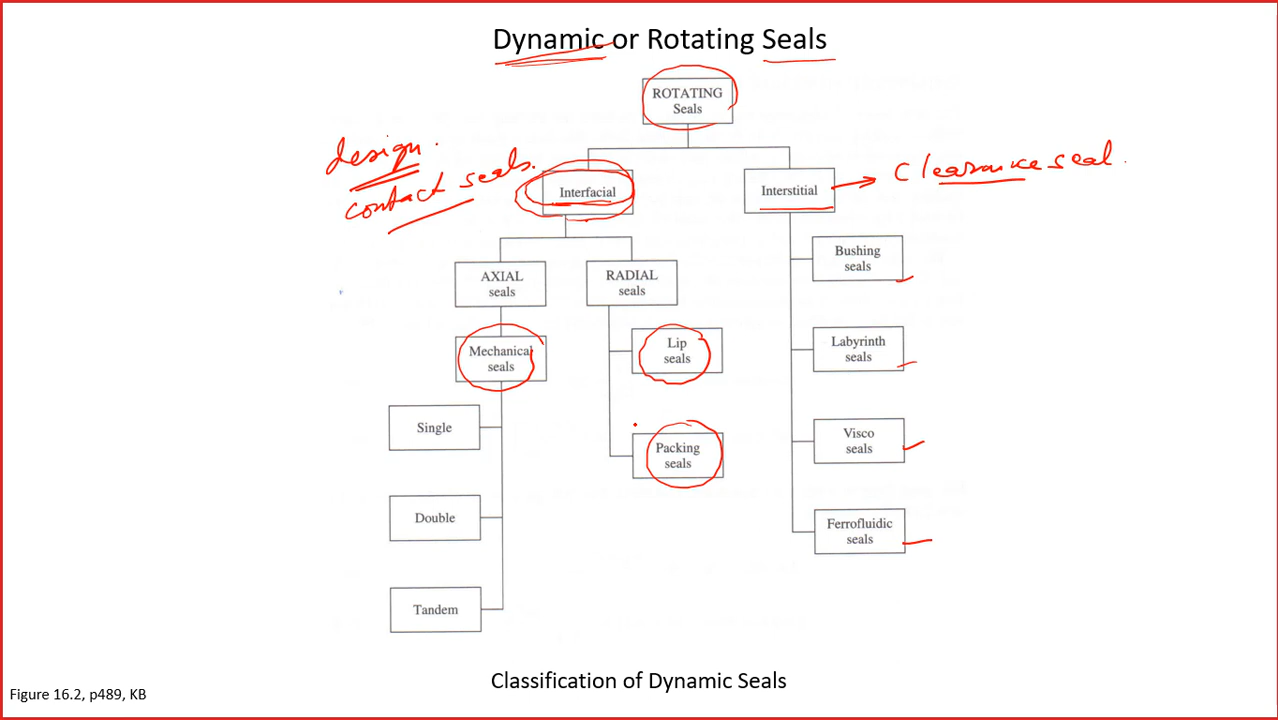 Dynamic or Rotating Seals
ROTATING
Seals
design.
contact seals.
Interfacial
Interstitial
Clearance seal.
AXIAL
seals
RADIAL
seals
Mechanical
seals
Single
Double
Tandem
Lip
seals
Packing
seals
Bushing
seals
Labyrinth
seals
Visco
seals
Ferrofluidic
seals
Classification of Dynamic Seals
Figure 16.2, p489, KB